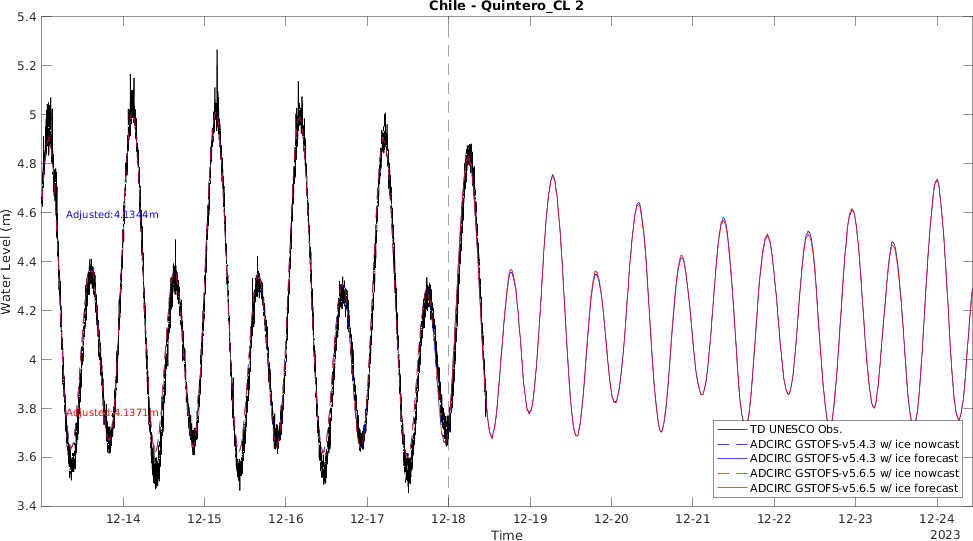 Chile - Quintero_CL 2
5.4
5.2
5
4.8
4.6
4.4
4.2
4
3.8
3.6
3.4
Water Level (m)
Adjusted:4.1344m
Adjusted:4.1371m
TD UNESCO Obs.
ADCIRC GSTOFS-v5.4.3 w/ ice nowcast
ADCIRC GSTOFS-v5.4.3 w/ ice forecast
ADCIRC GSTOFS-v5.6.5 w/ ice nowcast
ADCIRC GSTOFS-v5.6.5 w/ ice forecast
12-14 12-15 12-16 12-17 12-18 12-19 12-20 12-21 12-22 12-23 12-24
Time
2023